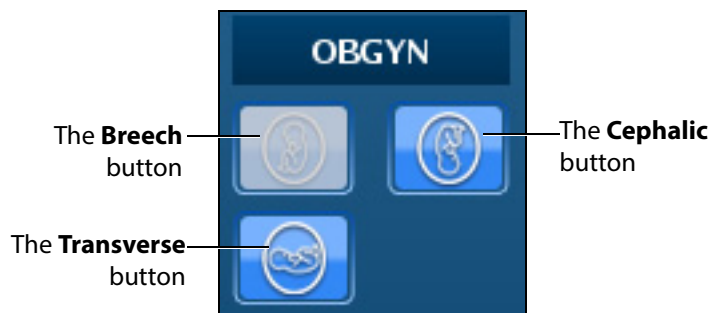 OBGYN
The Breech
button
The Cephalic
button
The Transverse
button